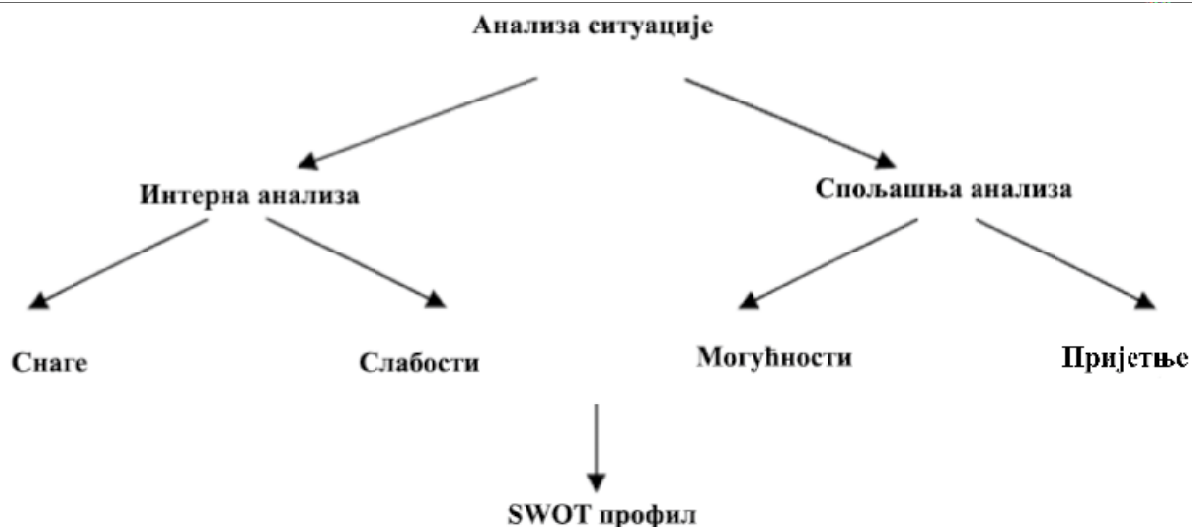 Анализа ситуације
Интерна анализа
Спољашња анализа
Снаге
Слабости
Могућности
Пријетње
SWOT профил